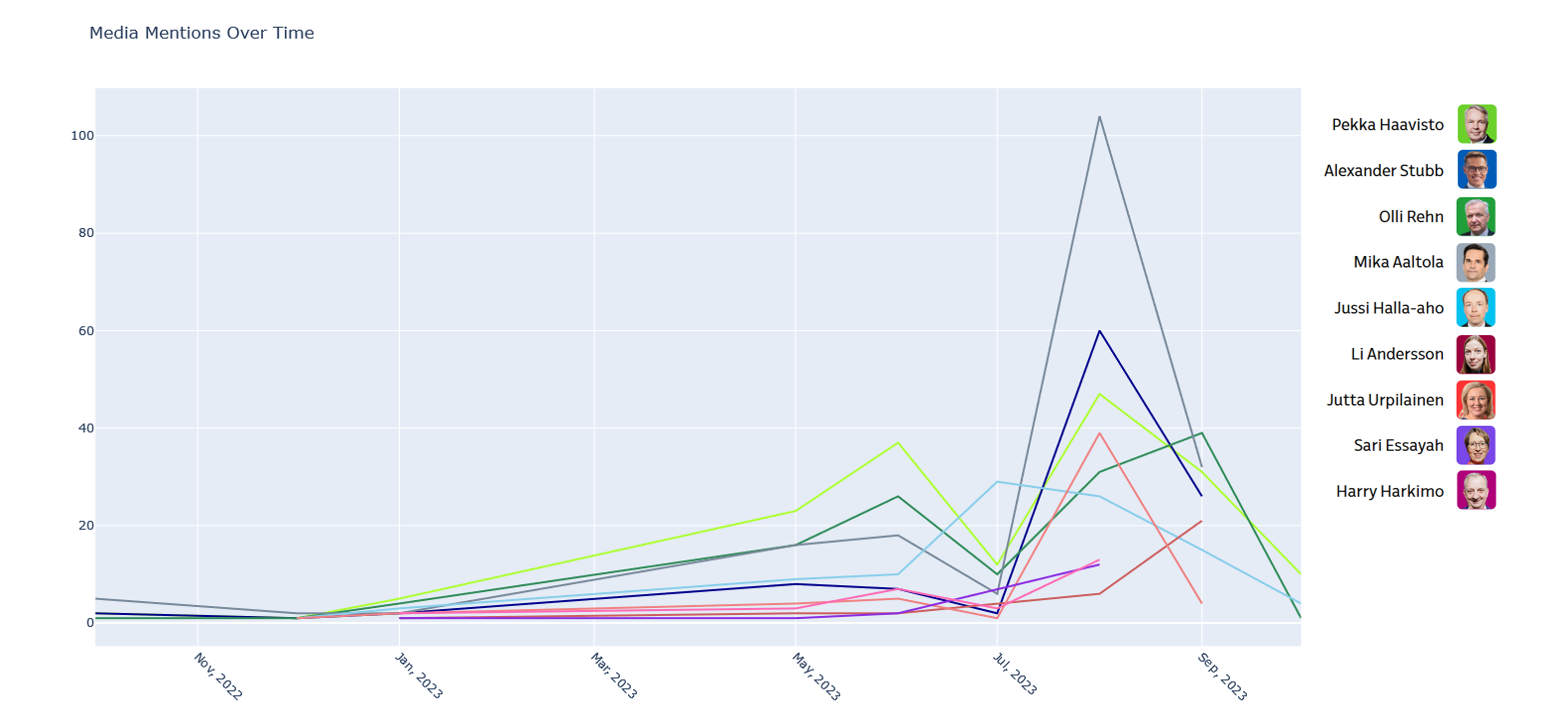 Media Mentions Over Time
100
80
60
40
20
0
Nov, 2022
Jan, 2023
Mar, 2023
May, 2023
Jul, 2023
Sep, 2023
Pekka Haavisto
Alexander Stubb
Olli Rehn
Mika Aaltola
Jussi Halla-aho
Li Andersson
Jutta Urpilainen
Sari Essayah
Harry Harkimo